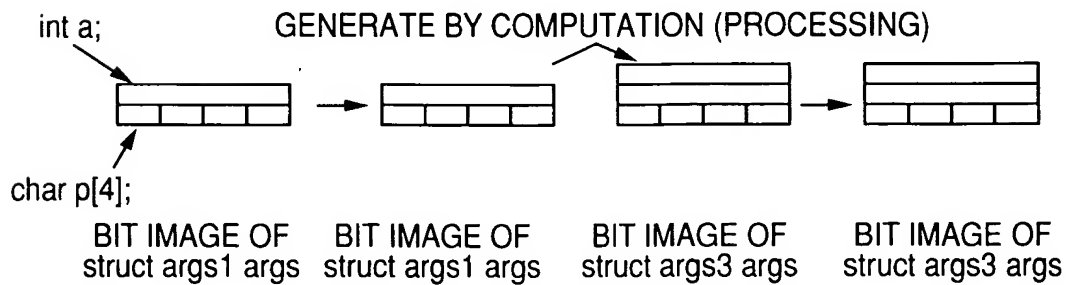 int a;
GENERATE BY COMPUTATION (PROCESSING)
char p[4];
BIT IMAGE OF
struct args1 args
BIT IMAGE OF
struct args1 args
BIT IMAGE OF
struct args3 args
BIT IMAGE OF
struct args3 args